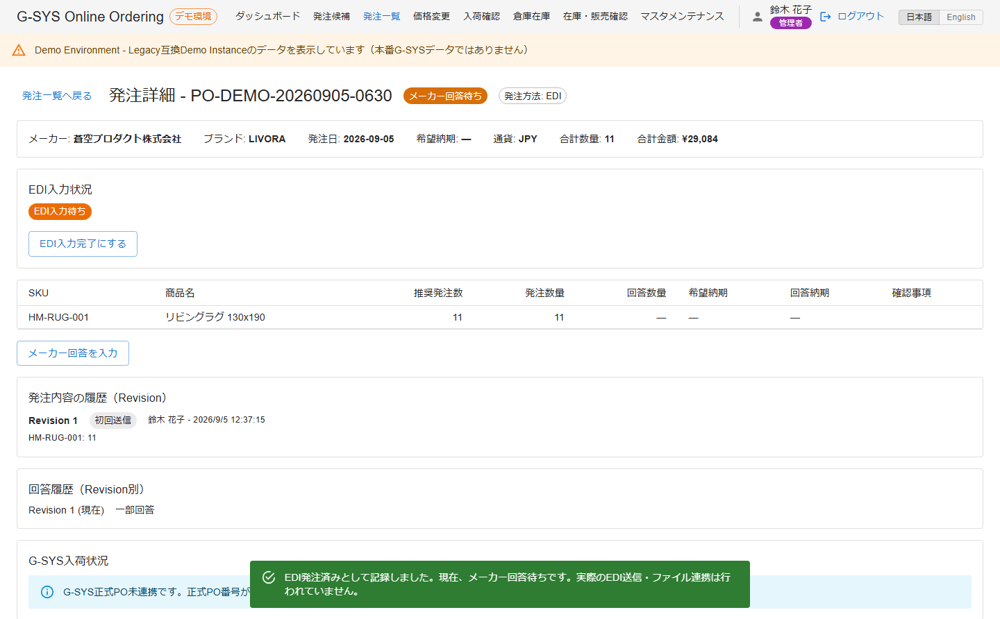 G-SYS Online Ordering デモ環境 ダッシュボード 発注候補 発注一覧 価格変更 入荷確認 倉庫在庫 在庫・販売確認 マスタメンテナンス 鈴木 花子 管理者 ログアウト 日本語 English
Demo Environment - Legacy互換Demo Instanceのデータを表示しています（本番G-SYSデータではありません）
発注一覧へ戻る 発注詳細 - PO-DEMO-20260905-0630 メーカー回答待ち 発注方法: EDI
メーカー: 蒼空プロダクト株式会社 ブランド: LIVORA 発注日: 2026-09-05 希望納期: — 通貨: JPY 合計数量: 11 合計金額: ¥29,084
EDI入力状況
EDI入力待ち
EDI入力完了にする
SKU 商品名 推奨発注数 発注数量 回答数量 希望納期 回答納期 確認事項
HM-RUG-001 リビングラグ 130x190 11 11 — — —
メーカー回答を入力
発注内容の履歴（Revision）
Revision 1 初回送信 鈴木 花子 - 2026/9/5 12:37:15
HM-RUG-001: 11
回答履歴（Revision別）
Revision 1 (現在) 一部回答
G-SYS入荷状況
G-SYS正式PO未連携です。正式PO番号が
EDI発注済みとして記録しました。現在、メーカー回答待ちです。実際のEDI送信・ファイル連携は行
われていません。